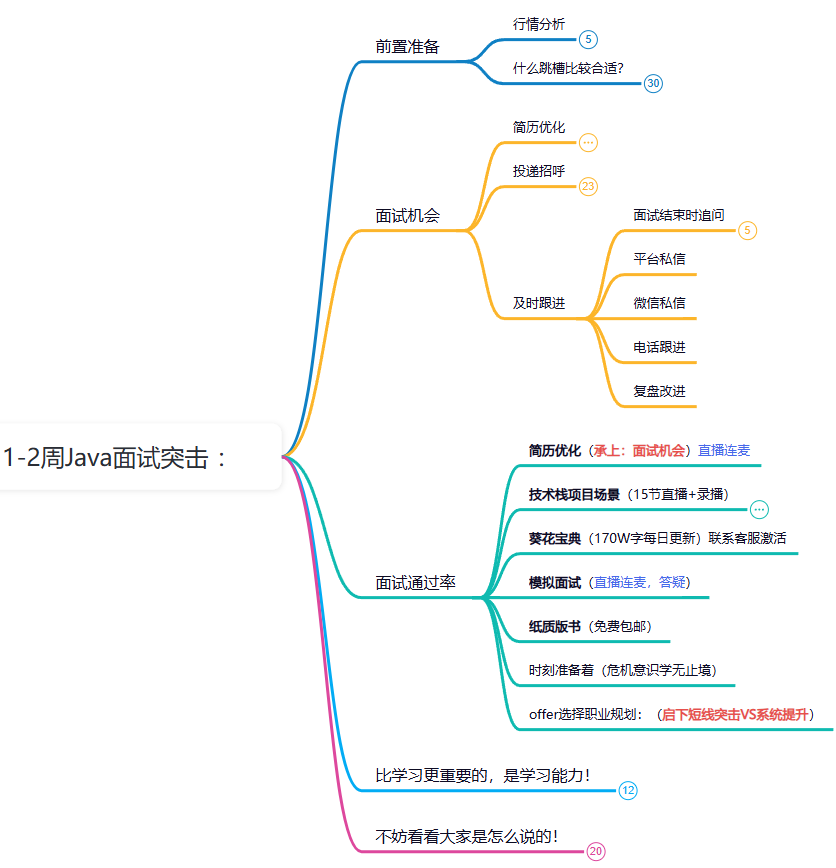 1-2周Java面试突击：
前置准备
行情分析
5
什么跳槽比较合适？
30
面试机会
简历优化
...
投递招呼
23
及时跟进
面试结束时追问
5
平台私信
微信私信
电话跟进
复盘改进
面试通过率
简历优化（承上：面试机会）直播连麦
技术栈项目场景（15节直播+录播）
...
葵花宝典（170W字每日更新）联系客服激活
模拟面试（直播连麦，答疑）
纸质版书（免费包邮）
时刻准备着（危机意识学无止境）
offer选择职业规划：（启下短线突击VS系统提升）
比学习更重要的，是学习能力！
12
不妨看看大家是怎么说的！
20